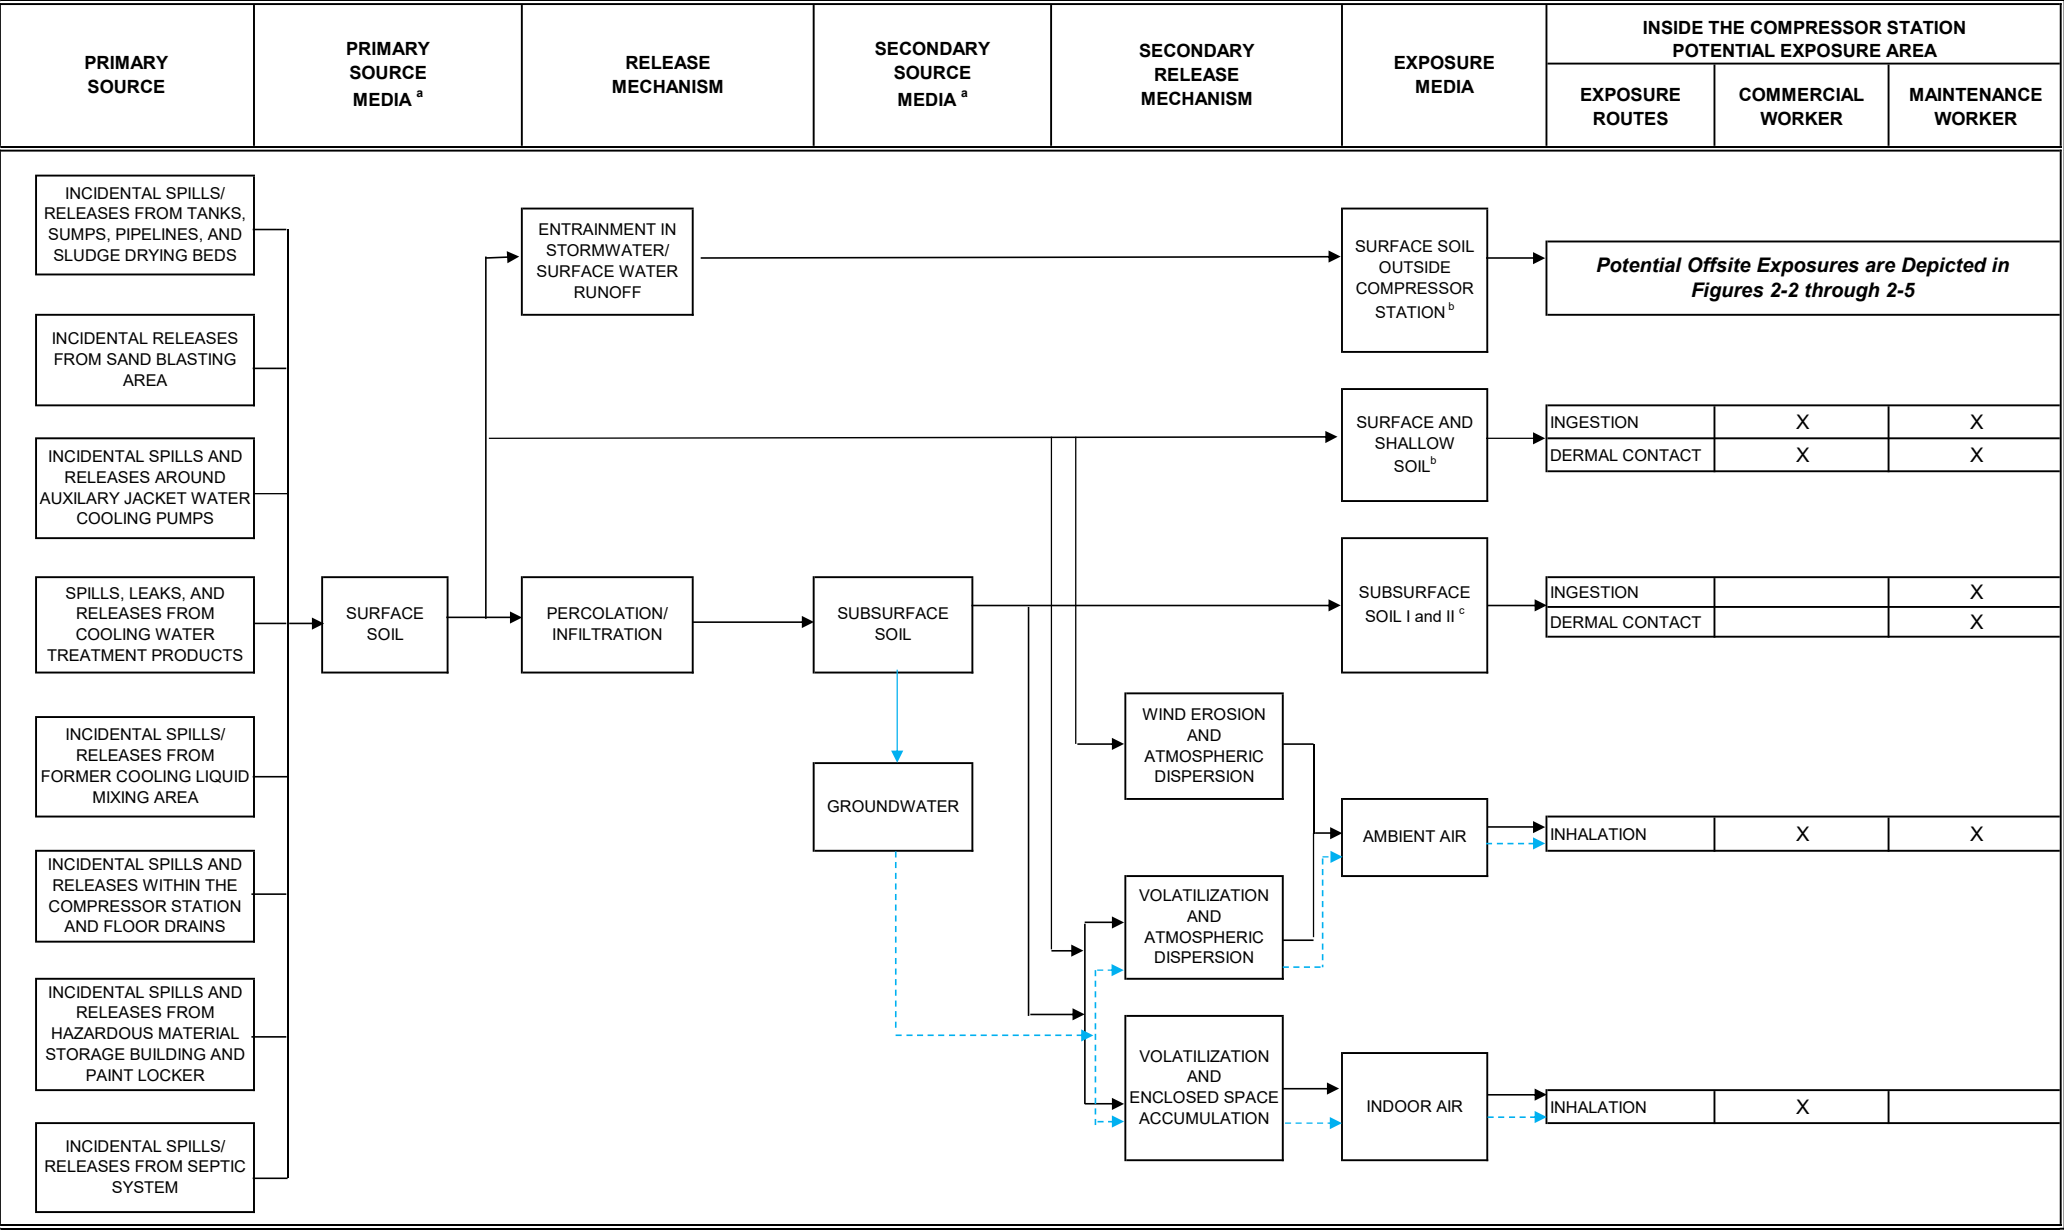 PRIMARY
SOURCE
PRIMARY
SOURCE
MEDIA a
RELEASE
MECHANISM
SECONDARY
SOURCE
MEDIA a
SECONDARY
RELEASE
MECHANISM
EXPOSURE
MEDIA
INSIDE THE COMPRESSOR STATION
POTENTIAL EXPOSURE AREA
EXPOSURE
ROUTES
COMMERCIAL
WORKER
MAINTENANCE
WORKER
INCIDENTAL SPILLS/
RELEASES FROM TANKS,
SUMPS, PIPELINES, AND
SLUDGE DRYING BEDS
INCIDENTAL RELEASES
FROM SAND BLASTING
AREA
INCIDENTAL SPILLS AND
RELEASES AROUND
AUXILARY JACKET WATER
COOLING PUMPS
SPILLS, LEAKS, AND
RELEASES FROM
COOLING WATER
TREATMENT PRODUCTS
INCIDENTAL SPILLS/
RELEASES FROM
FORMER COOLING LIQUID
MIXING AREA
INCIDENTAL SPILLS AND
RELEASES WITHIN THE
COMPRESSOR STATION
AND FLOOR DRAINS
INCIDENTAL SPILLS AND
RELEASES FROM
HAZARDOUS MATERIAL
STORAGE BUILDING AND
PAINT LOCKER
INCIDENTAL SPILLS/
RELEASES FROM SEPTIC
SYSTEM
SURFACE
SOIL
ENTRAINMENT IN
STORMWATER/
SURFACE WATER
RUNOFF
PERCOLATION/
INFILTRATION
SUBSURFACE
SOIL
GROUNDWATER
WIND EROSION
AND
ATMOSPHERIC
DISPERSION
VOLATILIZATION
AND
ATMOSPHERIC
DISPERSION
VOLATILIZATION
AND
ENCLOSED SPACE
ACCUMULATION
SURFACE SOIL
OUTSIDE
COMPRESSOR
STATION b
SURFACE AND
SHALLOW
SOIL b
SUBSURFACE
SOIL I and II c
AMBIENT AIR
INDOOR AIR
Potential Offsite Exposures are Depicted in
Figures 2-2 through 2-5
INGESTION X X
DERMAL CONTACT X X
INGESTION X
DERMAL CONTACT X
INHALATION X X
INHALATION X